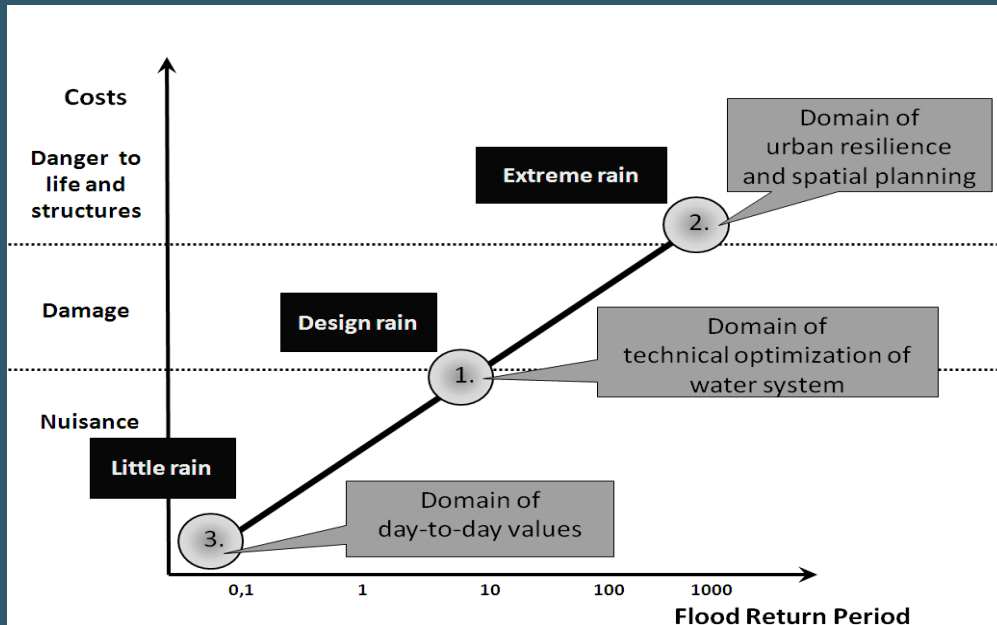 Costs
Danger to
life and
structures
Extreme rain
Domain of
urban resilience
and spatial planning
2.
Damage
Design rain
1.
Domain of
technical optimization of
water system
Nuisance
Little rain
3.
Domain of
day-to-day values
0,1 1 10 100 1000
Flood Return Period